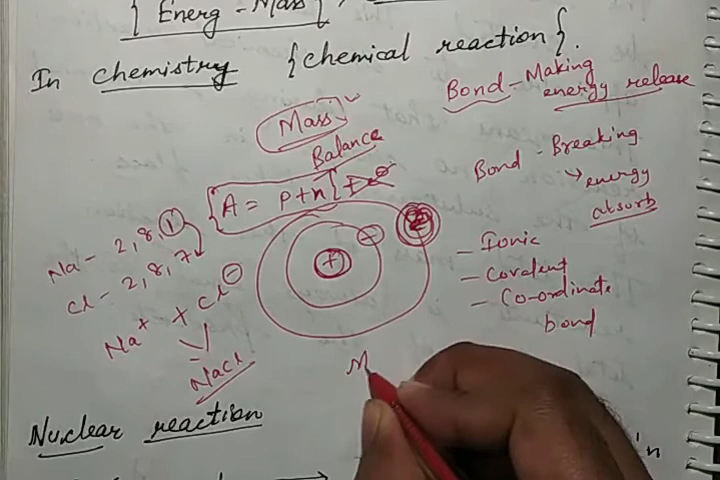 { Energ - Mass }
In chemistry {chemical reaction}.
Bond - Making
energy release
Mass
Balance
{A = p+n} + e⊖
Bond - Breaking
→ energy
absorb
Na - 2,8,1
Cl - 2,8,7
Na+ x Cl⊖
NaCl
+
−
- Ionic
- Covalent
- Co-ordinate
bond
M
Nuclear reaction
in